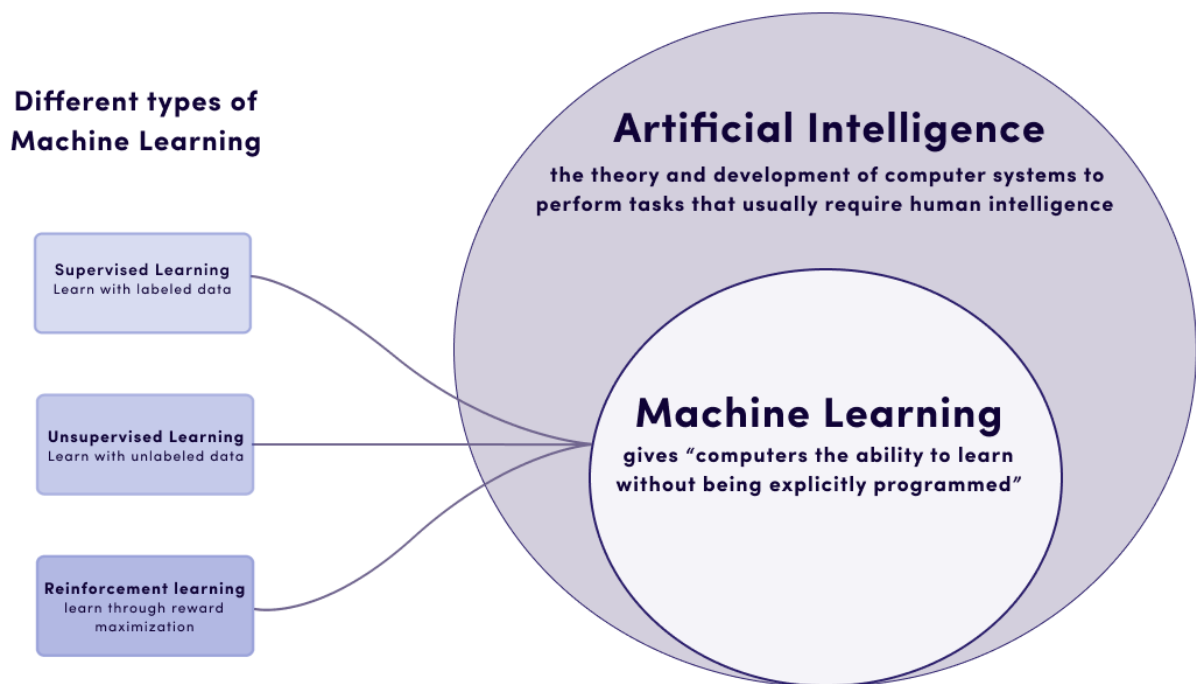 Different types of
Machine Learning
Supervised Learning
Learn with labeled data
Unsupervised Learning
Learn with unlabeled data
Reinforcement learning
learn through reward
maximization
Artificial Intelligence
the theory and development of computer systems to
perform tasks that usually require human intelligence
Machine Learning
gives “computers the ability to learn
without being explicitly programmed”